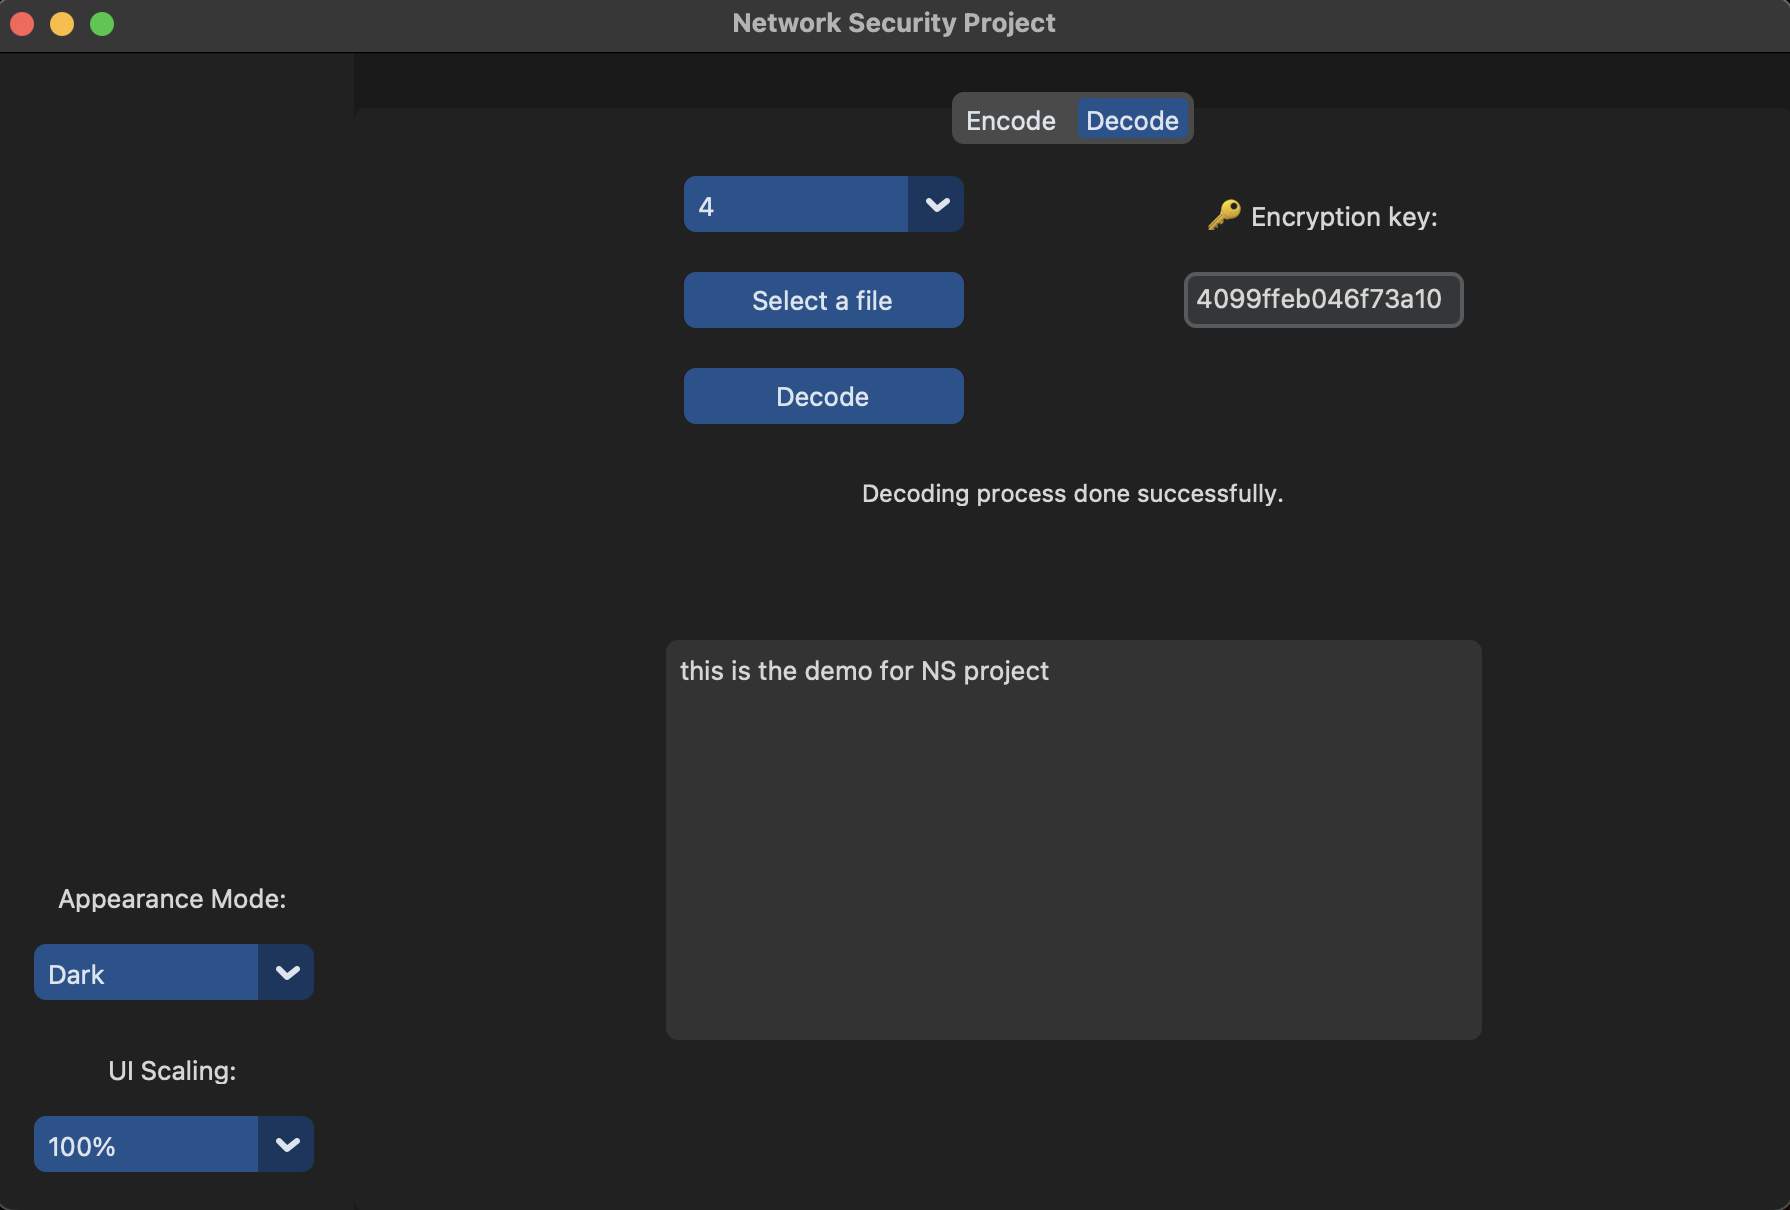 Network Security Project
Encode Decode
4
🔑 Encryption key:
Select a file
4099ffeb046f73a10
Decode
Decoding process done successfully.
this is the demo for NS project
Appearance Mode:
Dark
UI Scaling:
100%